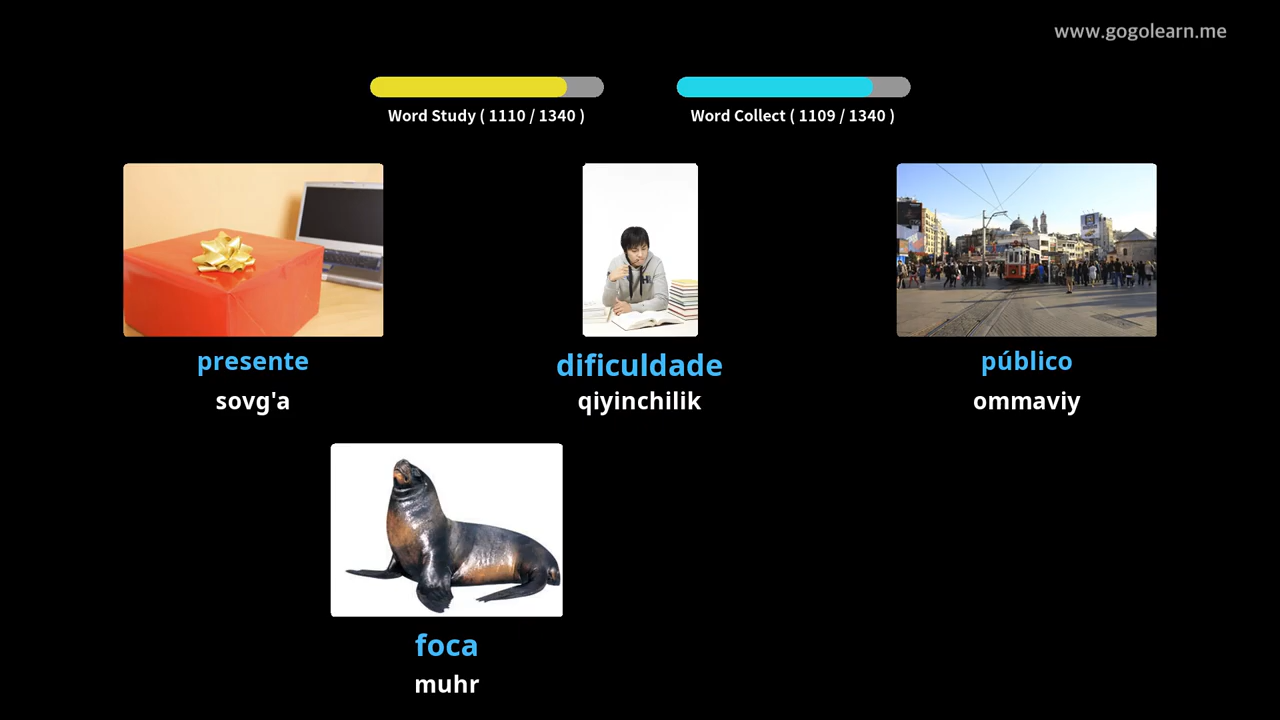 www.gogolearn.me
Word Study ( 1110 / 1340 )
Word Collect ( 1109 / 1340 )
presente
sovg'a
dificuldade
qiyinchilik
público
ommaviy
foca
muhr